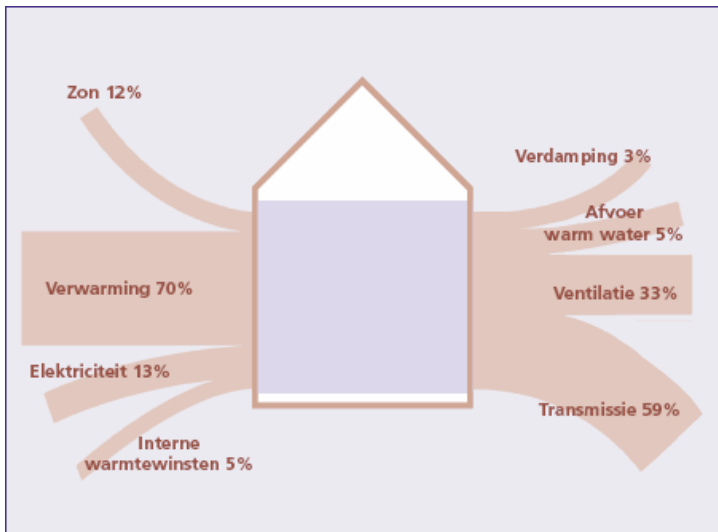 Zon 12%
Verwarming 70%
Elektriciteit 13%
Interne
warmtewinsten 5%
Verdamping 3%
Afvoer
warm water 5%
Ventilatie 33%
Transmissie 59%